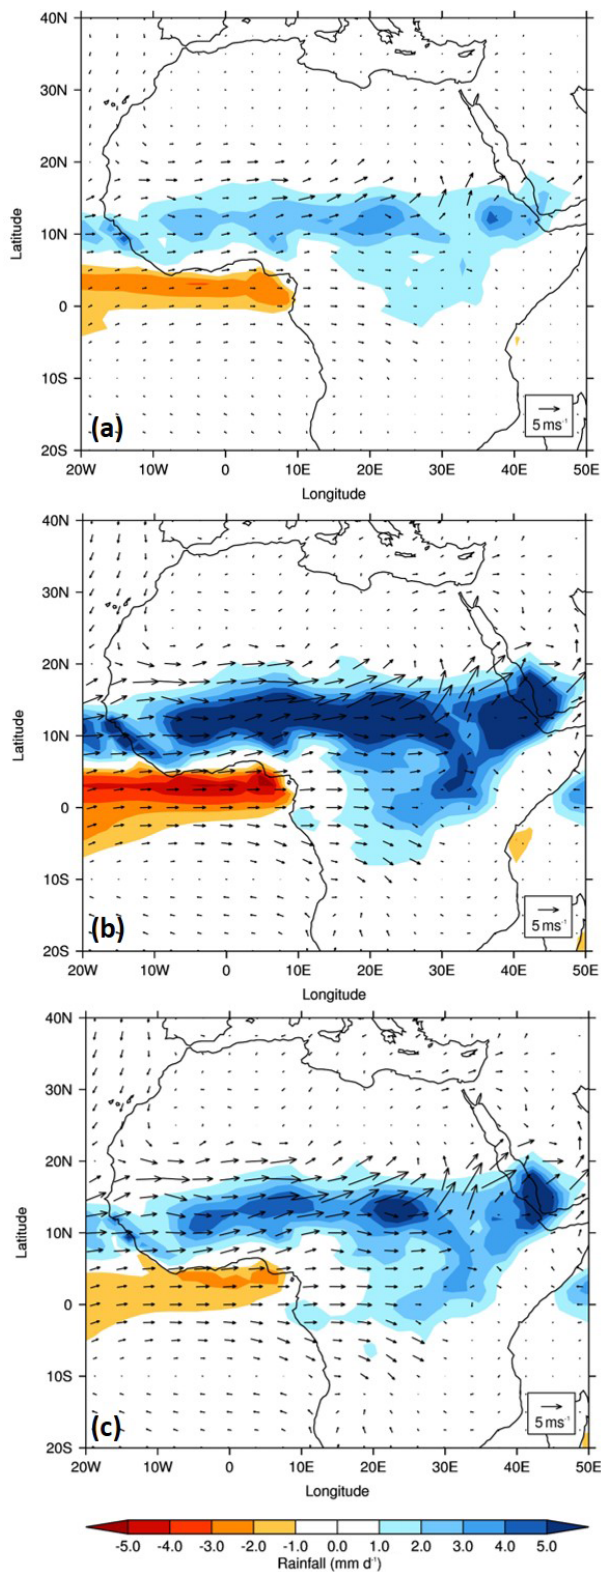 40N
30N
20N
10N
0
10S
20S
Latitude
(a)
5 ms⁻¹
20W 10W 0 10E 20E 30E 40E 50E
Longitude
40N
30N
20N
10N
0
10S
20S
Latitude
(b)
5 ms⁻¹
20W 10W 0 10E 20E 30E 40E 50E
Longitude
40N
30N
20N
10N
0
10S
20S
Latitude
(c)
5 ms⁻¹
20W 10W 0 10E 20E 30E 40E 50E
Longitude
-5.0 -4.0 -3.0 -2.0 -1.0 0.0 1.0 2.0 3.0 4.0 5.0
Rainfall (mm d⁻¹)